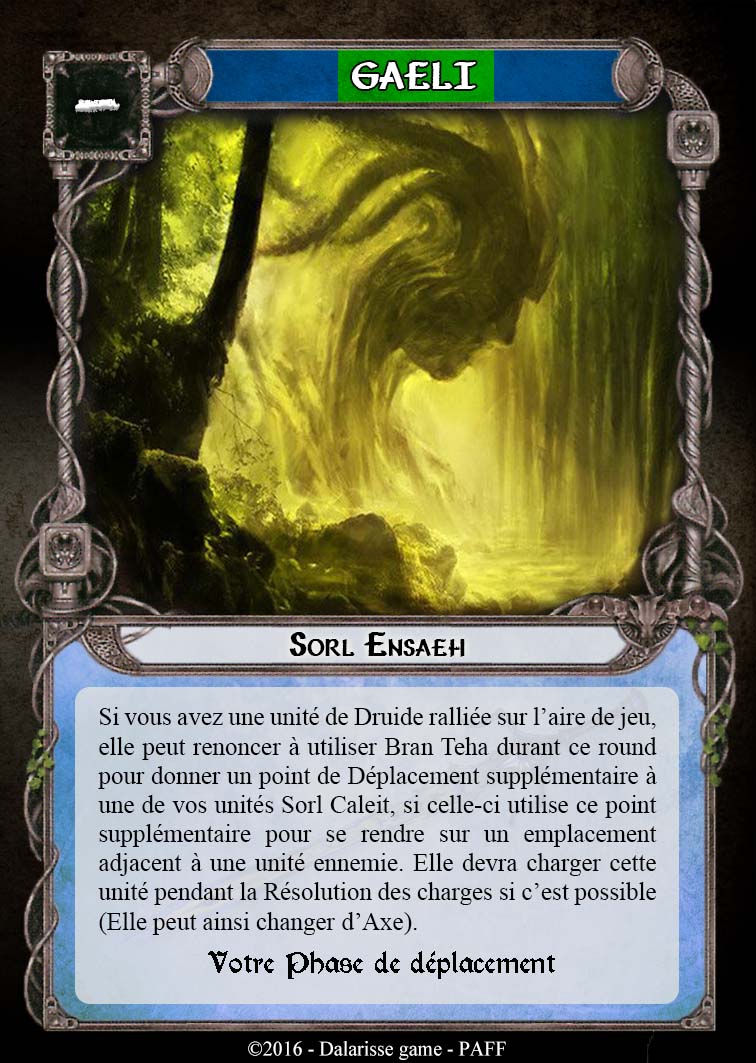 GAELI
-
Sorl Ensaeh
Si vous avez une unité de Druide ralliée sur l'aire de jeu,
elle peut renoncer à utiliser Bran Teha durant ce round
pour donner un point de Déplacement supplémentaire à
une de vos unités Sorl Caleit, si celle-ci utilise ce point
supplémentaire pour se rendre sur un emplacement
adjacent à une unité ennemie. Elle devra charger cette
unité pendant la Résolution des charges si c'est possible
(Elle peut ainsi changer d'Axe).
Votre Phase de déplacement
©2016 - Dalarisse game - PAFF